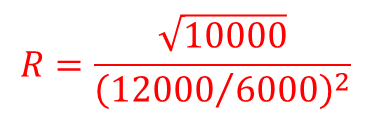 R = √10000 / (12000/6000)²